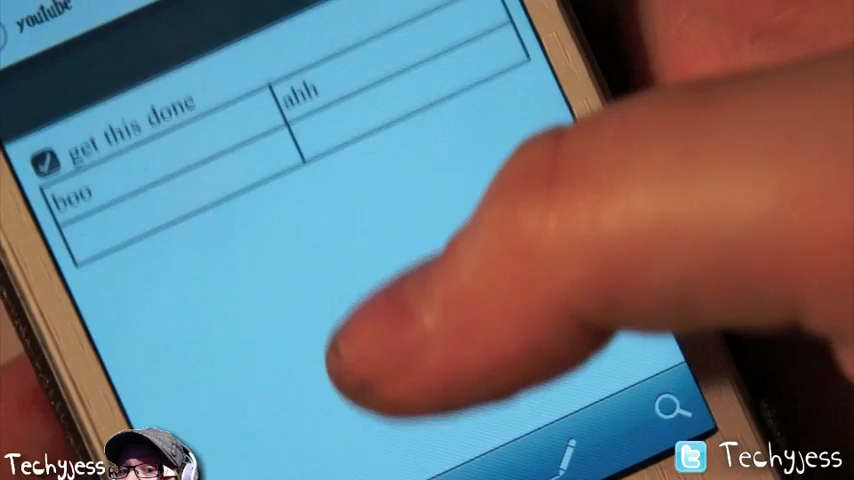 youtube
get this done
ahh
boo
Techyjess
Techyjess